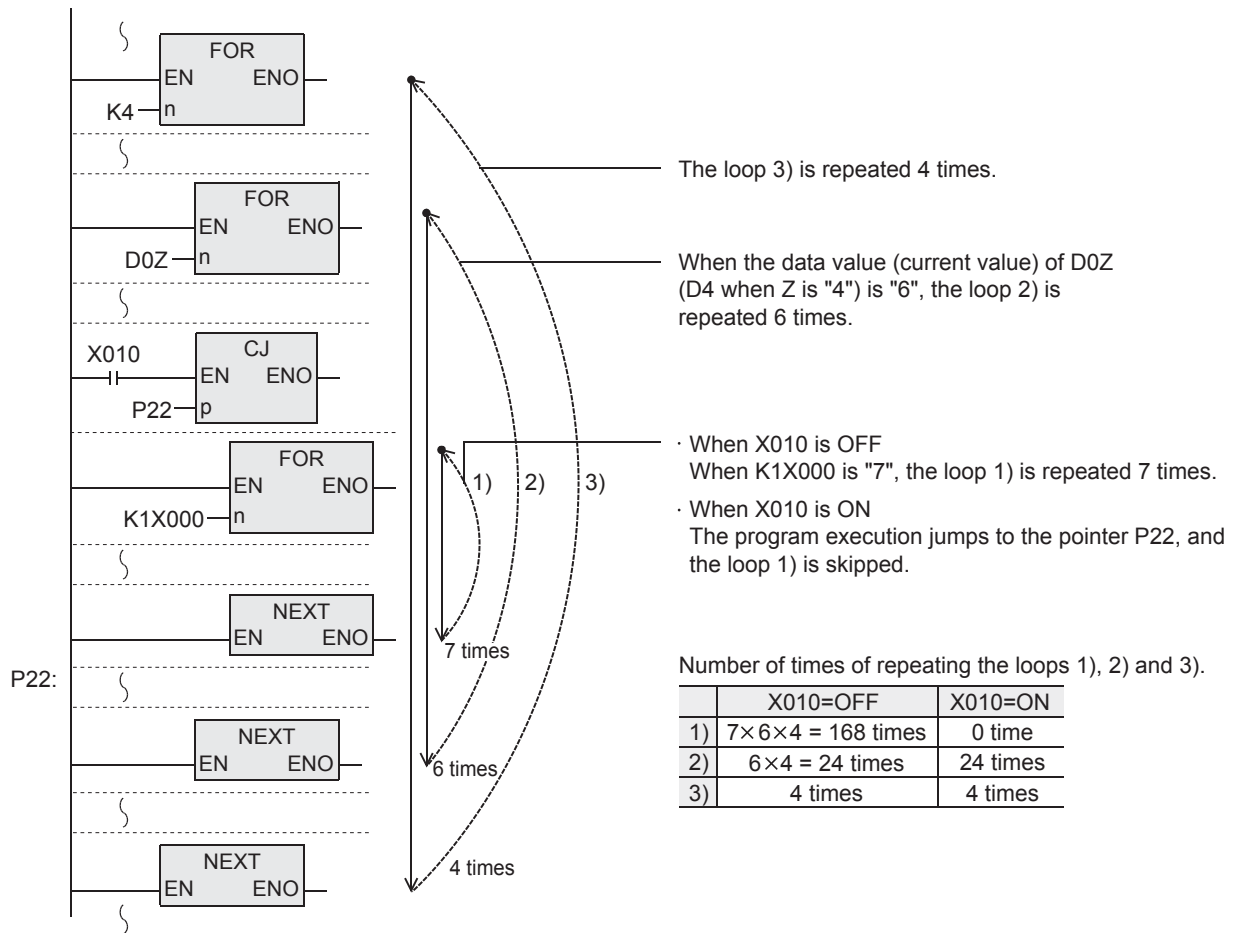 FOR
EN ENO
K4 n
FOR
EN ENO
D0Z n
X010 CJ
EN ENO
P22 p
FOR
EN ENO
K1X000 n
NEXT
EN ENO
P22:
NEXT
EN ENO
NEXT
EN ENO
1) 2) 3)
7 times
6 times
4 times
The loop 3) is repeated 4 times.
When the data value (current value) of D0Z
(D4 when Z is "4") is "6", the loop 2) is
repeated 6 times.
· When X010 is OFF
When K1X000 is "7", the loop 1) is repeated 7 times.
· When X010 is ON
The program execution jumps to the pointer P22, and
the loop 1) is skipped.
Number of times of repeating the loops 1), 2) and 3).
X010=OFF X010=ON
1) 7×6×4 = 168 times 0 time
2) 6×4 = 24 times 24 times
3) 4 times 4 times